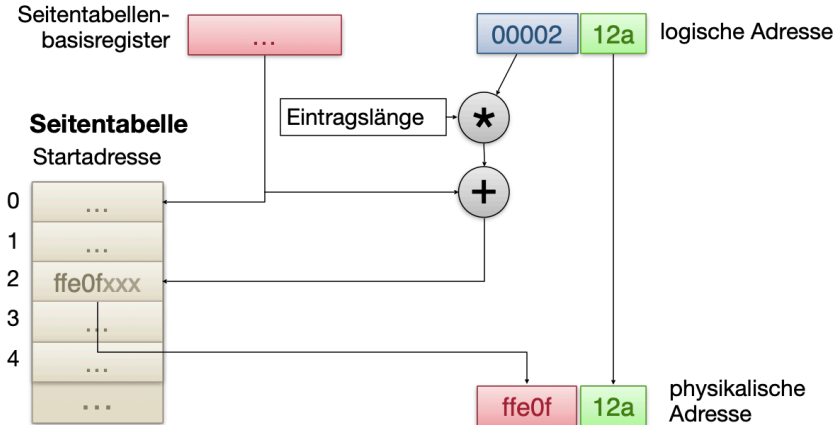 Seitentabellen-
basisregister
...
00002 12a logische Adresse
Eintragslänge
*
Seitentabelle
Startadresse
+
0 ...
1 ...
2 ffe0fxxx
3 ...
4 ...
...
ffe0f 12a
physikalische
Adresse